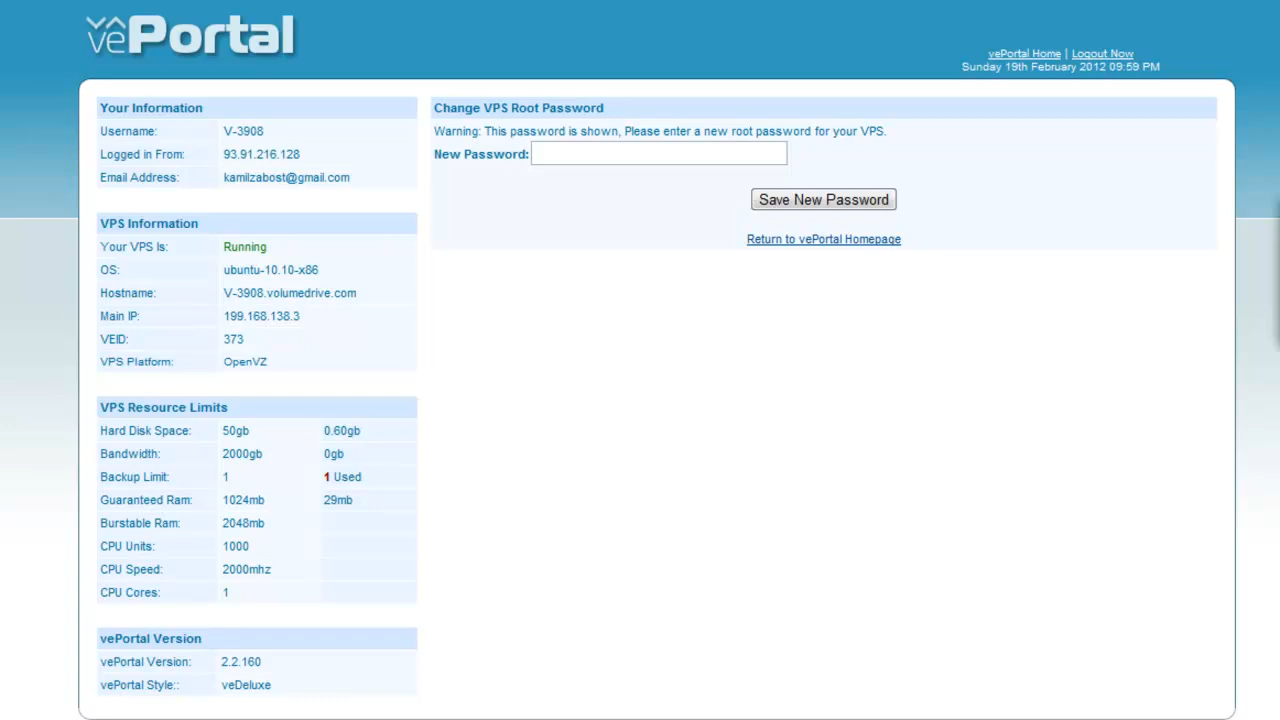 vePortal
vePortal Home | Logout Now
Sunday 19th February 2012 09:59 PM
Your Information
Username: V-3908
Logged in From: 93.91.216.128
Email Address: kamilzabost@gmail.com
VPS Information
Your VPS Is: Running
OS: ubuntu-10.10-x86
Hostname: V-3908.volumedrive.com
Main IP: 199.168.138.3
VEID: 373
VPS Platform: OpenVZ
VPS Resource Limits
Hard Disk Space: 50gb 0.60gb
Bandwidth: 2000gb 0gb
Backup Limit: 1 1 Used
Guaranteed Ram: 1024mb 29mb
Burstable Ram: 2048mb
CPU Units: 1000
CPU Speed: 2000mhz
CPU Cores: 1
vePortal Version
vePortal Version: 2.2.160
vePortal Style:: veDeluxe
Change VPS Root Password
Warning: This password is shown, Please enter a new root password for your VPS.
New Password:
Save New Password
Return to vePortal Homepage